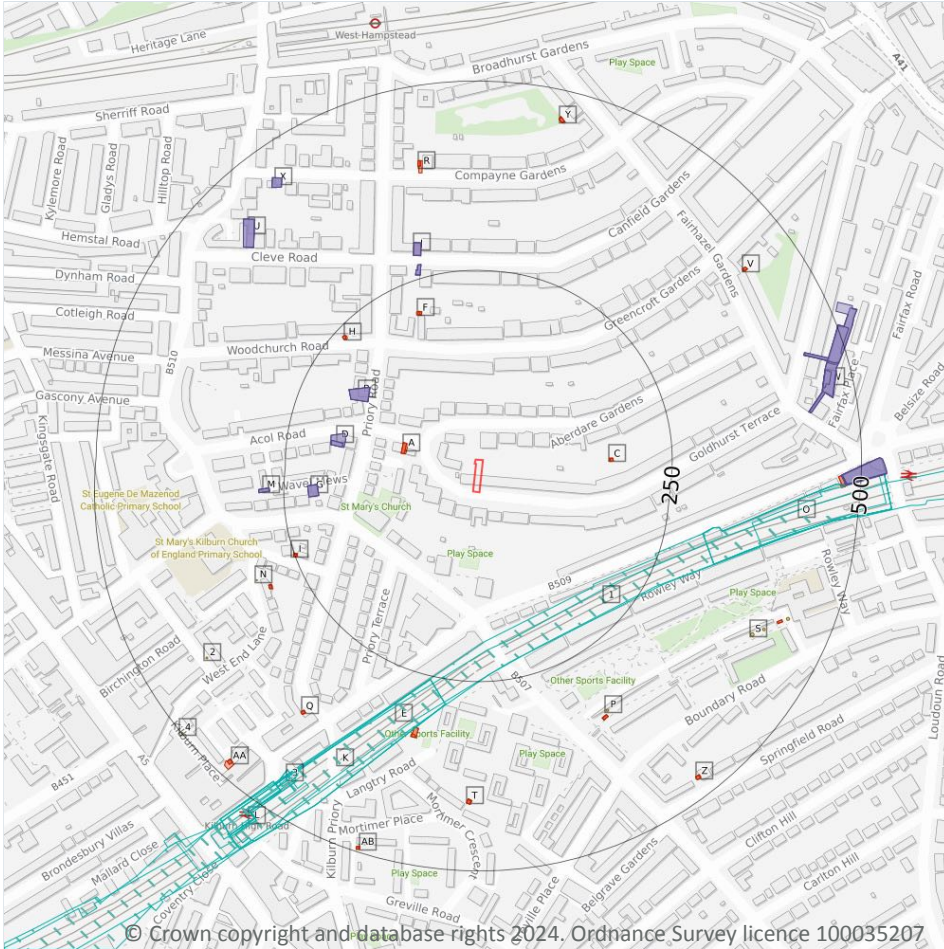 West Hampstead
Heritage Lane
Broadhurst Gardens
Play Space
A41
Sherriff Road
Y
R
Compayne Gardens
X
Kylemore Road
Gladys Road
Hilltop Road
Canfield Gardens
U
Hemstal Road
Cleve Road
Fairhazel Gardens
V
Dynham Road
F
Greencroft Gardens
Fairfax Road
Cotleigh Road
H
Messina Avenue
Woodchurch Road
B510
Fairfax Place
Belsize Road
Gascony Avenue
Priory Road
Aberdare Gardens
Goldhurst Terrace
Kingsgate Road
Acol Road
D
A
C
250
500
M
G
St Eugene De Mazenod
Catholic Primary School
St Mary's Church
O
St Mary's Kilburn Church
of England Primary School
I
Play Space
N
B509
1
Rowley Way
Play Space
Rowley Way
S
Priory Terrace
2
Birchington Road
West End Lane
B507
Other Sports Facility
Boundary Road
Loudoun Road
Q
E
P
4
Kilburn Place
Other Sports Facility
Springfield Road
A5
AA
K
Play Space
3
Langtry Road
Z
B451
T
Kilburn High Road
Mortimer Place
Mortimer Crescent
Clifton Hill
Brondesbury Villas
Mallard Close
Kilburn Priory
AB
Carlton Hill
Coventry Close
Play Space
Belgrave Gardens
Greville Road
© Crown copyright and database rights 2024. Ordnance Survey licence 100035207